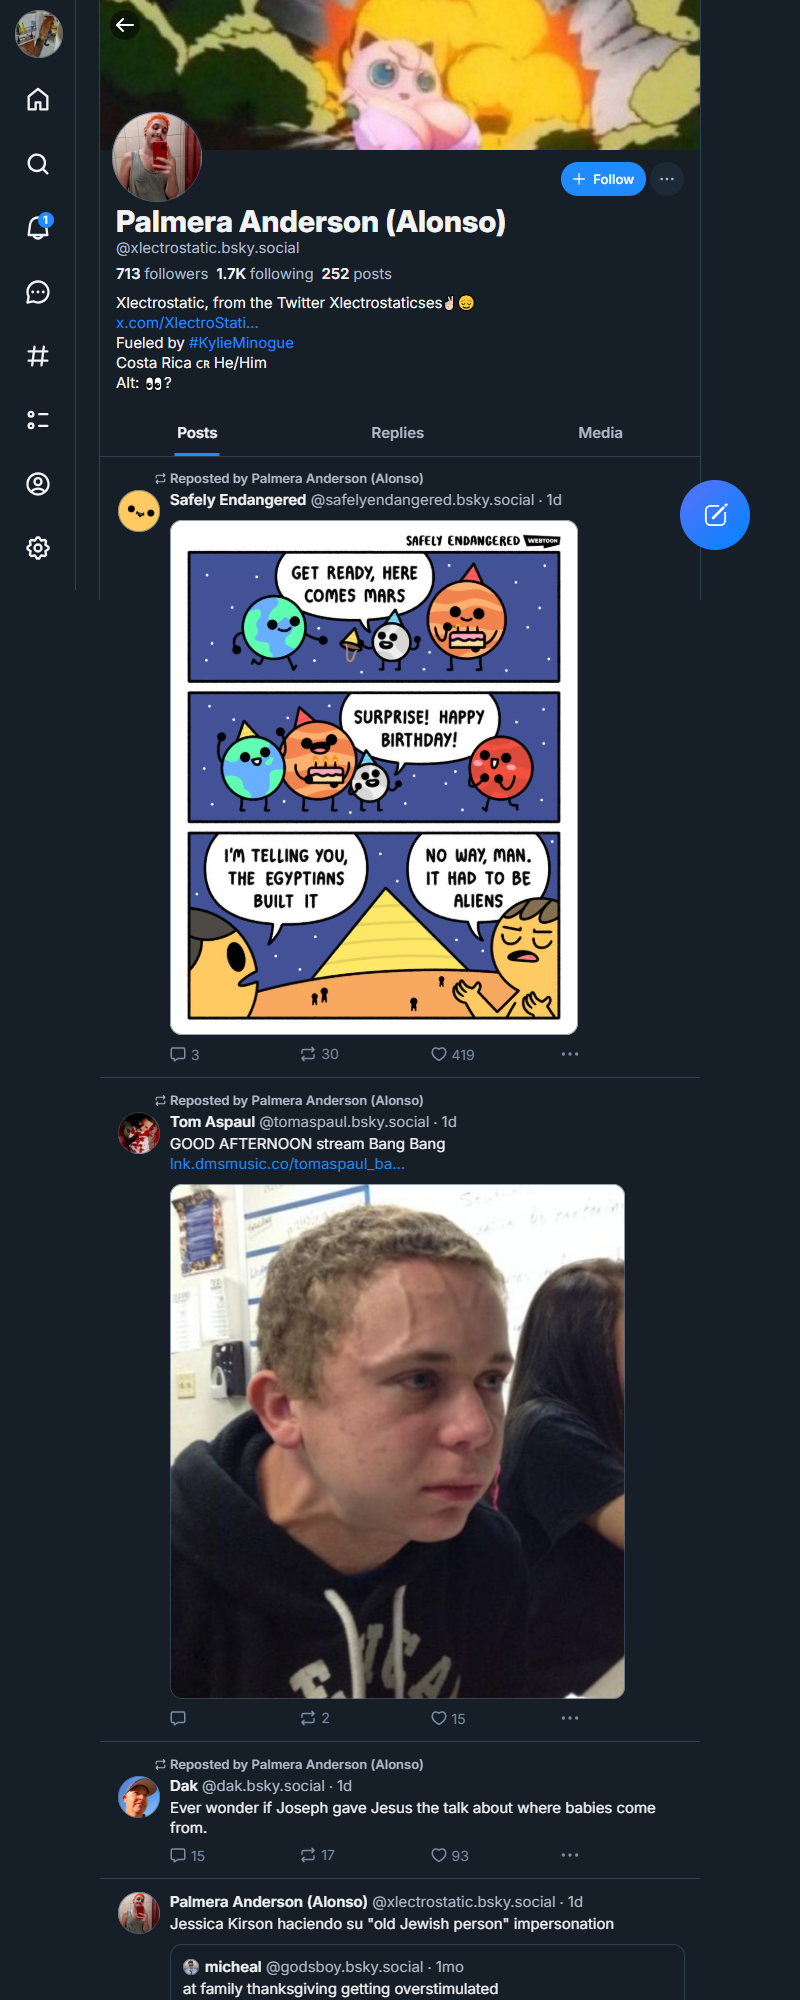 + Follow
Palmera Anderson (Alonso)
@xlectrostatic.bsky.social
713 followers 1.7K following 252 posts
Xlectrostatic, from the Twitter Xlectrostaticses✌🏻😌
x.com/XlectroStati...
Fueled by #KylieMinogue
Costa Rica 🇨🇷 He/Him
Alt: 👀?
Posts Replies Media
1
Reposted by Palmera Anderson (Alonso)
Safely Endangered @safelyendangered.bsky.social · 1d
SAFELY ENDANGERED WEBTOON
GET READY, HERE
COMES MARS
SURPRISE! HAPPY
BIRTHDAY!
I'M TELLING YOU,
THE EGYPTIANS
BUILT IT
NO WAY, MAN.
IT HAD TO BE
ALIENS
3 30 419
Reposted by Palmera Anderson (Alonso)
Tom Aspaul @tomaspaul.bsky.social · 1d
GOOD AFTERNOON stream Bang Bang
lnk.dmsmusic.co/tomaspaul_ba...
2 15
Reposted by Palmera Anderson (Alonso)
Dak @dak.bsky.social · 1d
Ever wonder if Joseph gave Jesus the talk about where babies come
from.
15 17 93
Palmera Anderson (Alonso) @xlectrostatic.bsky.social · 1d
Jessica Kirson haciendo su "old Jewish person" impersonation
micheal @godsboy.bsky.social · 1mo
at family thanksgiving getting overstimulated